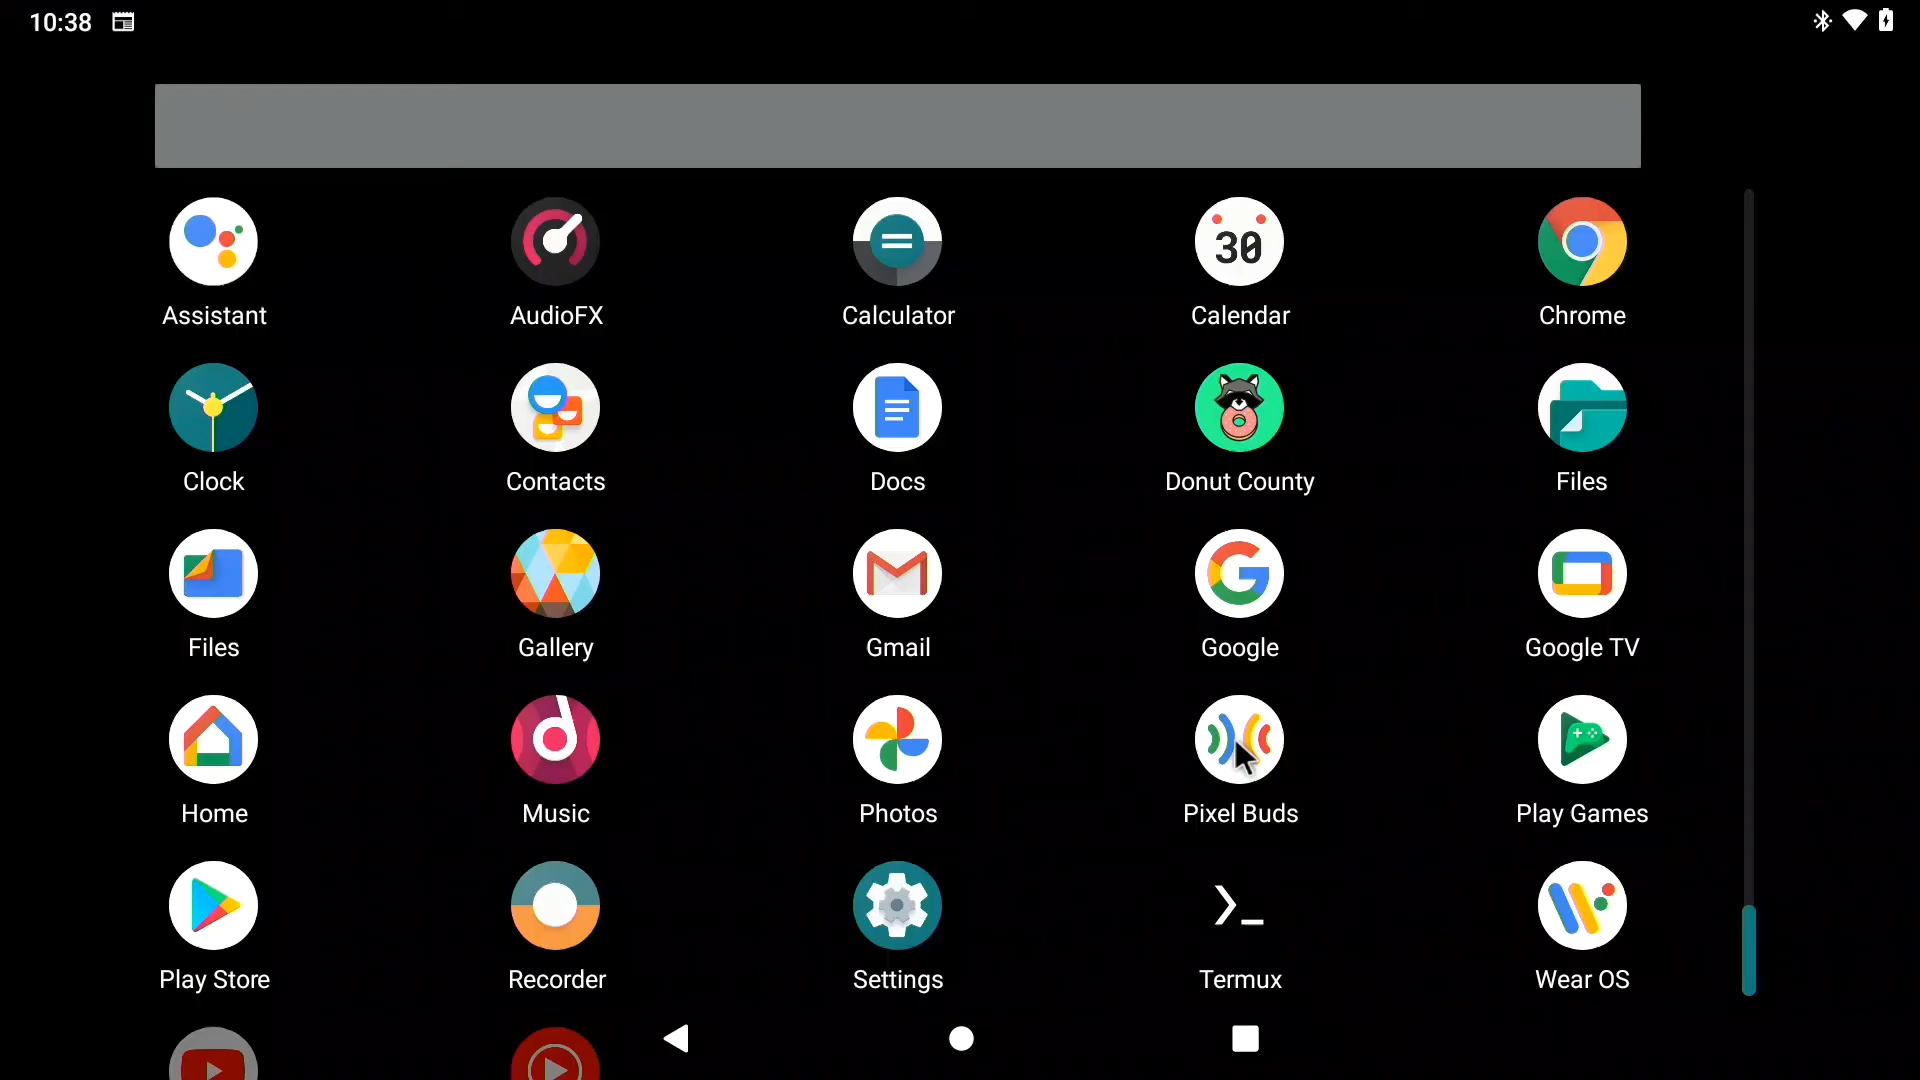 10:38
Assistant
AudioFX
Calculator
30
Calendar
Chrome
Clock
Contacts
Docs
Donut County
Files
Files
Gallery
Gmail
Google
Google TV
Home
Music
Photos
Pixel Buds
Play Games
Play Store
Recorder
Settings
Termux
Wear OS